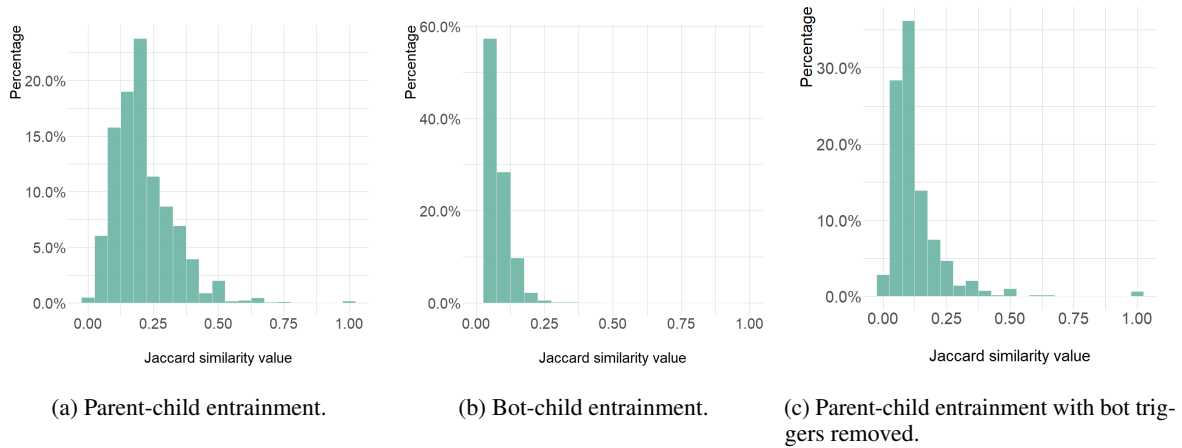 Percentage
20.0%
15.0%
10.0%
5.0%
0.0%
0.00 0.25 0.50 0.75 1.00
Jaccard similarity value
(a) Parent-child entrainment.
Percentage
60.0%
40.0%
20.0%
0.0%
0.00 0.25 0.50 0.75 1.00
Jaccard similarity value
(b) Bot-child entrainment.
Percentage
30.0%
20.0%
10.0%
0.0%
0.00 0.25 0.50 0.75 1.00
Jaccard similarity value
(c) Parent-child entrainment with bot trig-
gers removed.